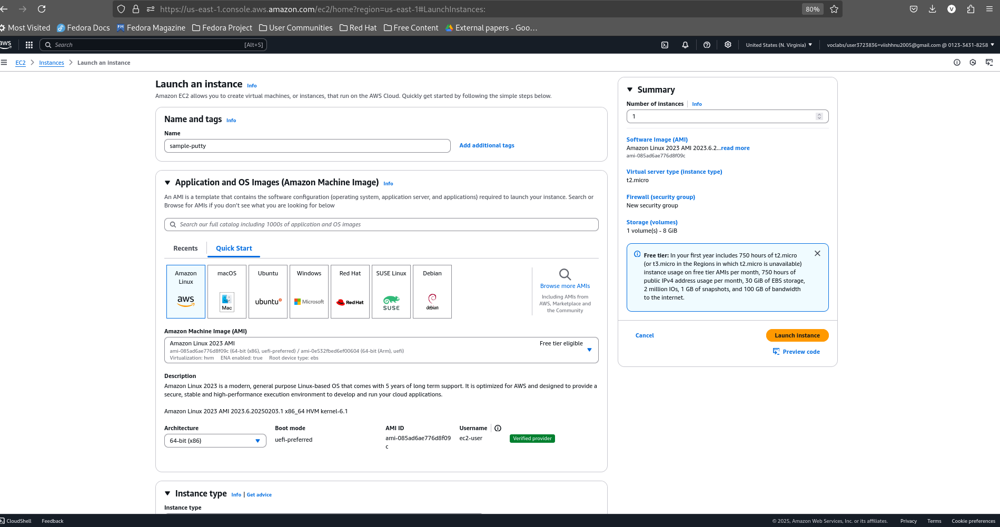 https://us-east-1.console.aws.amazon.com/ec2/home?region=us-east-1#LaunchInstances:
80%
V
Most Visited
Fedora Docs
FM Fedora Magazine
Fedora Project
User Communities
Red Hat
Free Content
External papers - Goo...
aws
Search
[Alt+S]
United States (N. Virginia)
voclabs/user3723836=viishhnu2005@gmail.com @ 0123-3431-8258
EC2
Instances
Launch an instance
Launch an instance Info
Amazon EC2 allows you to create virtual machines, or instances, that run on the AWS Cloud. Quickly get started by following the simple steps below.
Name and tags Info
Name
sample-putty
Add additional tags
Application and OS Images (Amazon Machine Image) Info
An AMI is a template that contains the software configuration (operating system, application server, and applications) required to launch your instance. Search or
Browse for AMIs if you don't see what you are looking for below
Search our full catalog including 1000s of application and OS images
Recents
Quick Start
Amazon
Linux
aws
macOS
Mac
Ubuntu
ubuntu
Windows
Microsoft
Red Hat
Red Hat
SUSE Linux
SUSE
Debian
debian
Browse more AMIs
Including AMIs from
AWS, Marketplace and
the Community
Amazon Machine Image (AMI)
Amazon Linux 2023 AMI
Free tier eligible
ami-085ad6ae776d8f09c (64-bit (x86), uefi-preferred) / ami-0e532fbed6ef00604 (64-bit (Arm), uefi)
Virtualization: hvm ENA enabled: true Root device type: ebs
Description
Amazon Linux 2023 is a modern, general purpose Linux-based OS that comes with 5 years of long term support. It is optimized for AWS and designed to provide a
secure, stable and high-performance execution environment to develop and run your cloud applications.
Amazon Linux 2023 AMI 2023.6.20250203.1 x86_64 HVM kernel-6.1
Architecture
64-bit (x86)
Boot mode
uefi-preferred
AMI ID
ami-085ad6ae776d8f09
c
Username
ec2-user
Verified provider
Instance type Info | Get advice
Instance type
Summary
Number of instances Info
1
Software Image (AMI)
Amazon Linux 2023 AMI 2023.6.2...read more
ami-085ad6ae776d8f09c
Virtual server type (instance type)
t2.micro
Firewall (security group)
New security group
Storage (volumes)
1 volume(s) - 8 GiB
Free tier: In your first year includes 750 hours of t2.micro
(or t3.micro in the Regions in which t2.micro is unavailable)
instance usage on free tier AMIs per month, 750 hours of
public IPv4 address usage per month, 30 GiB of EBS storage,
2 million IOs, 1 GB of snapshots, and 100 GB of bandwidth
to the internet.
Cancel
Launch instance
Preview code
CloudShell
Feedback
© 2025, Amazon Web Services, Inc. or its affiliates.
Privacy
Terms
Cookie preferences